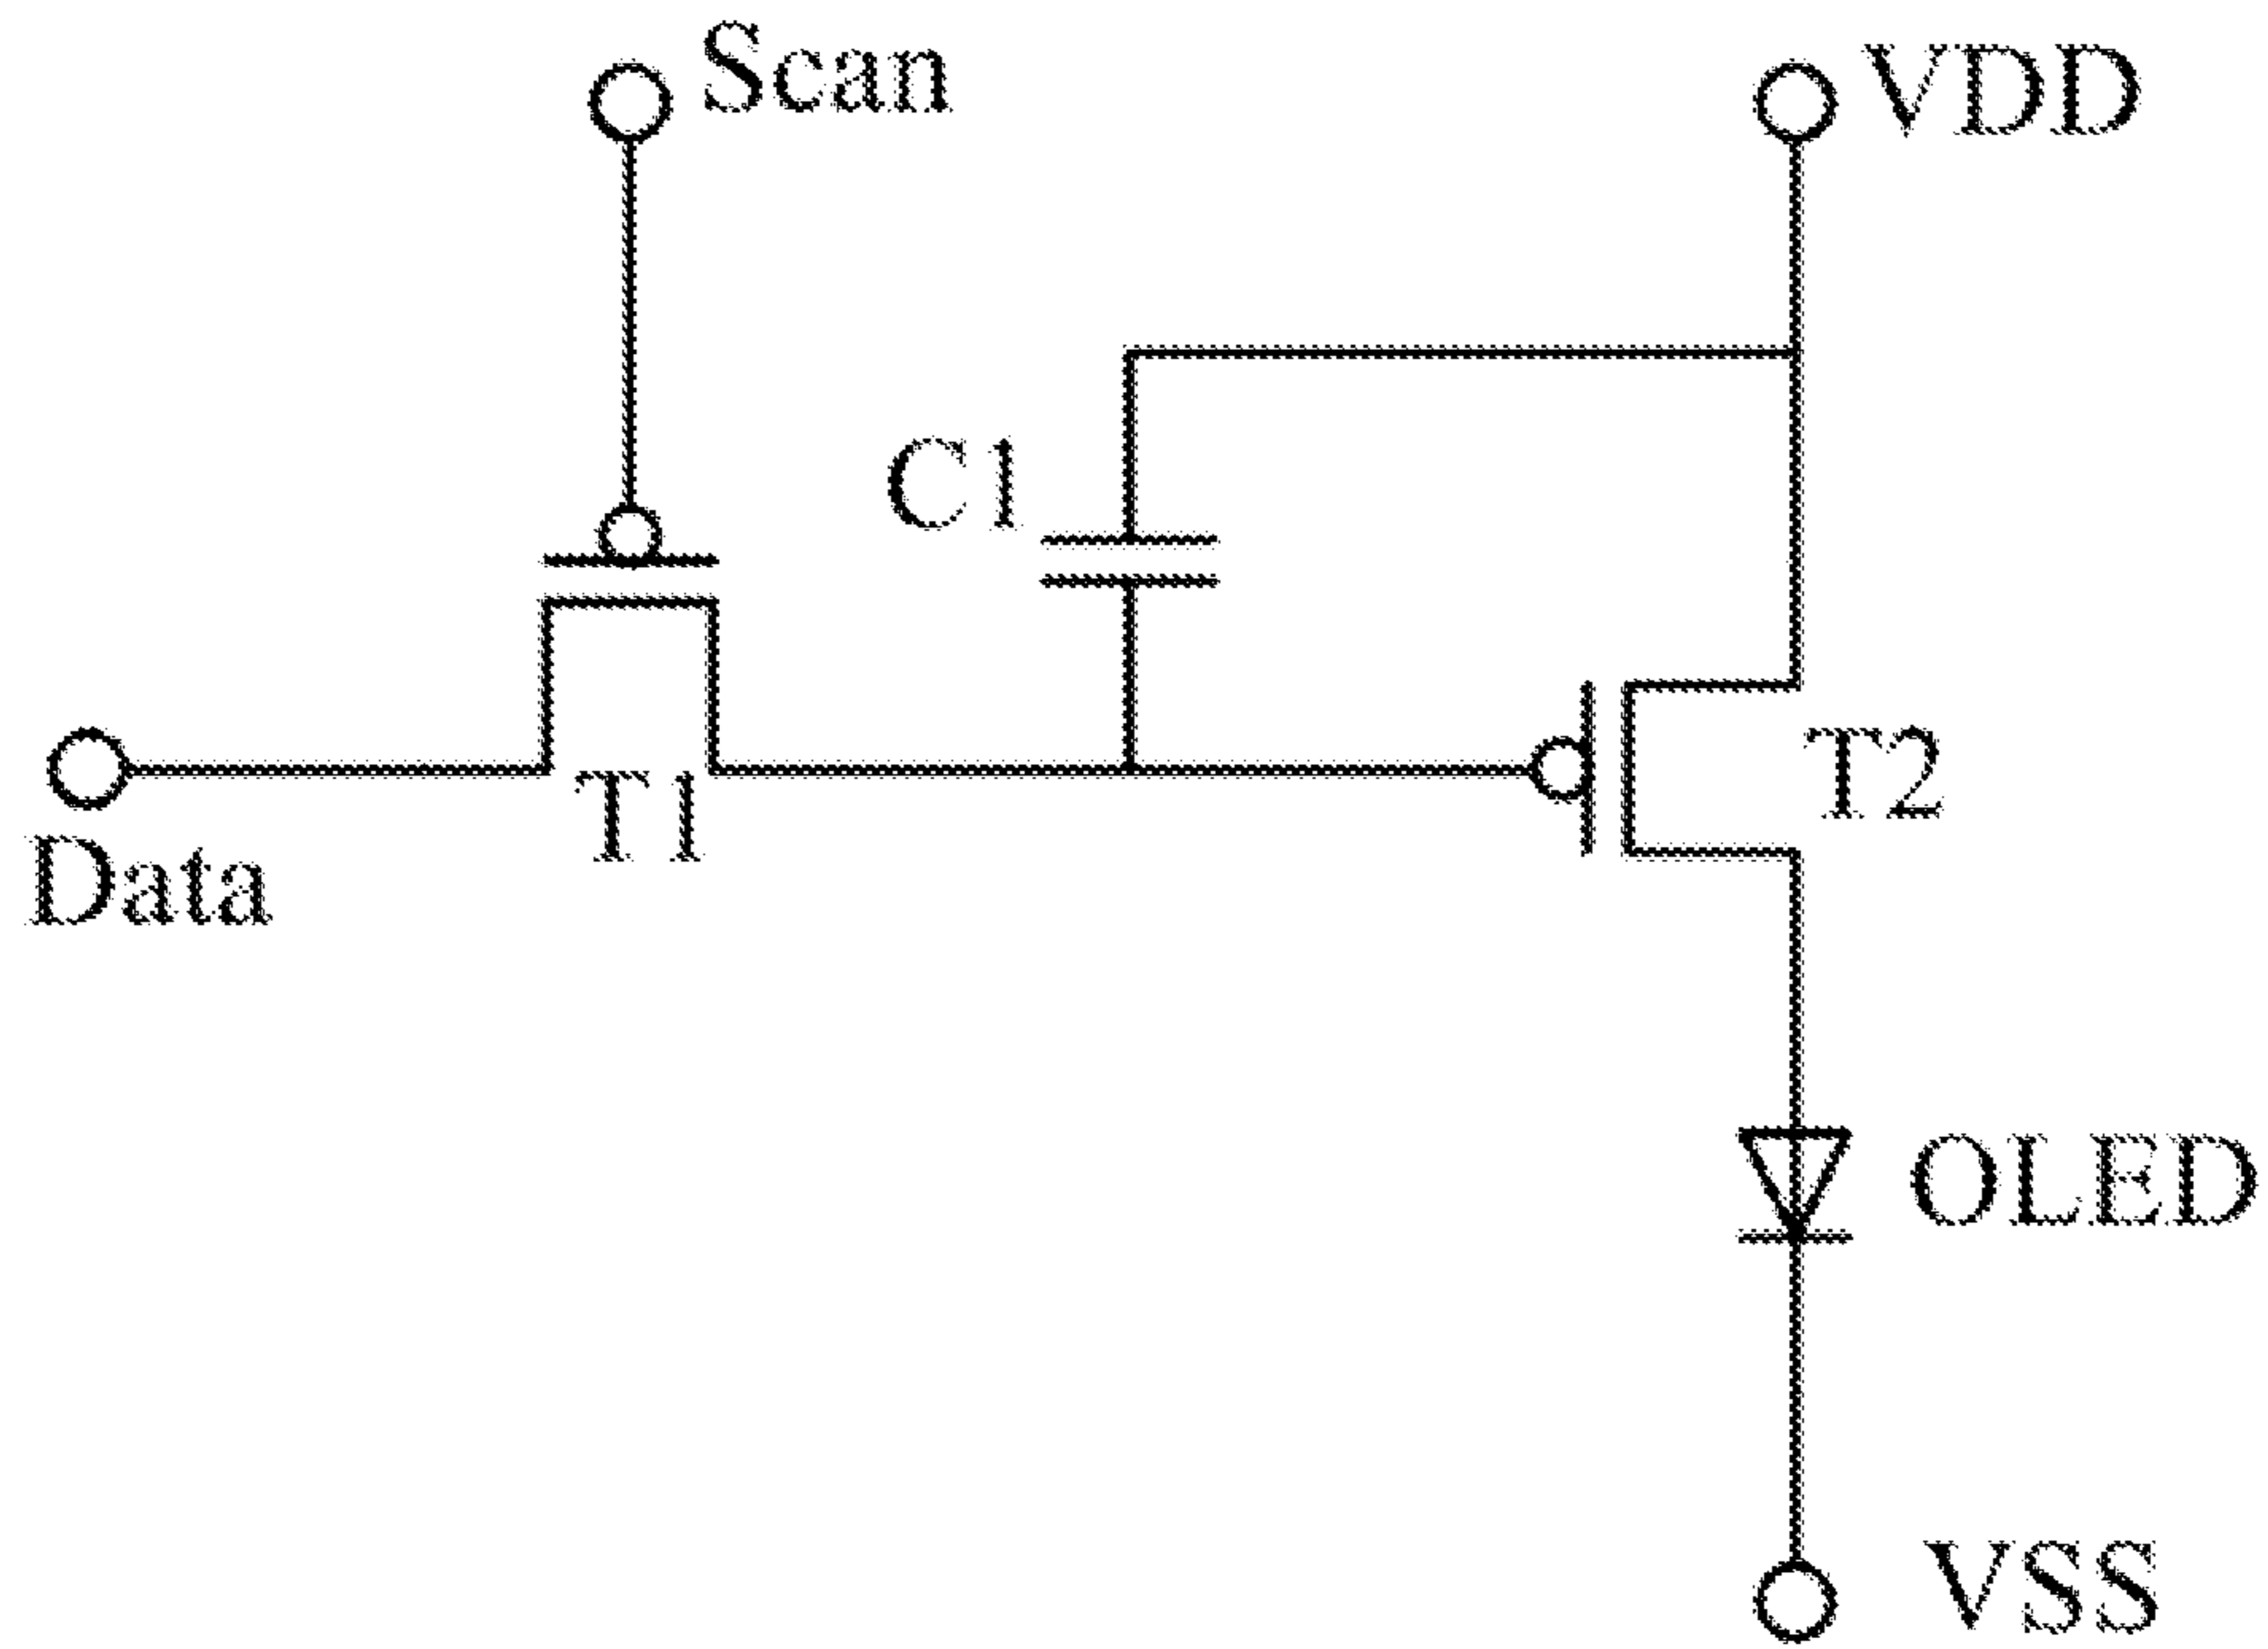 Scan
VDD
C1
T2
T1
Data
OLED
VSS